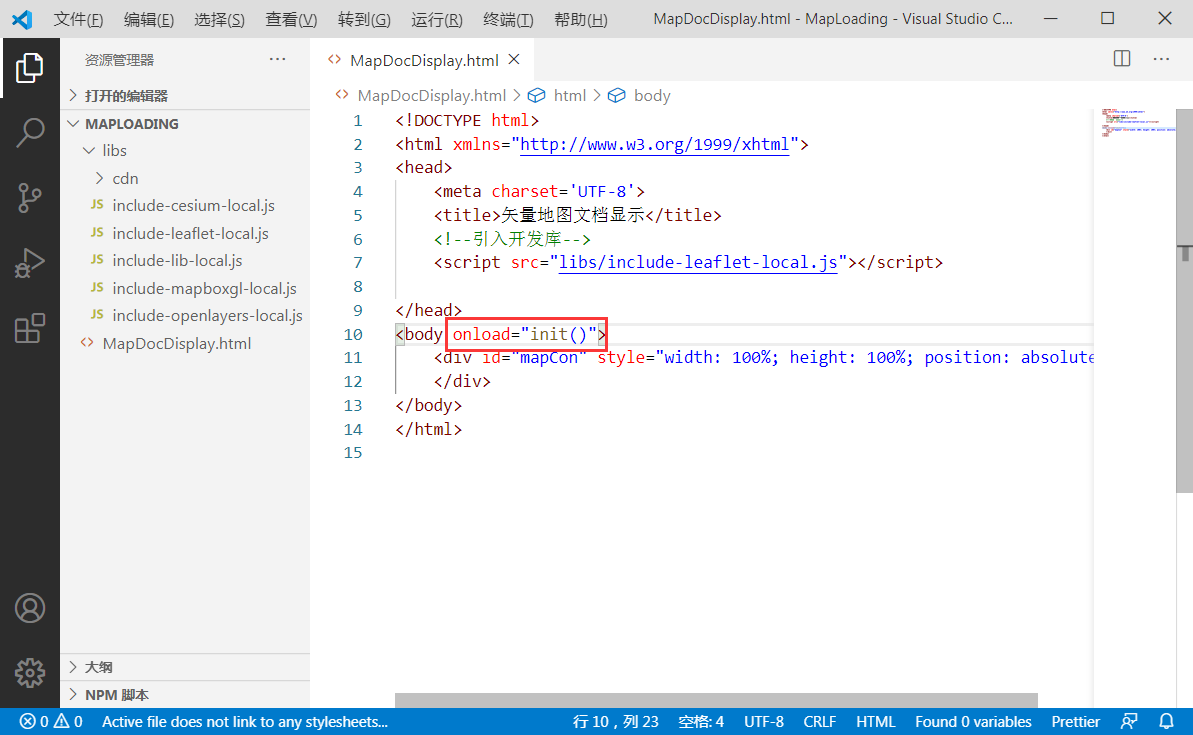 文件(F) 编辑(E) 选择(S) 查看(V) 转到(G) 运行(R) 终端(T) 帮助(H) MapDocDisplay.html - MapLoading - Visual Studio C...
资源管理器 ···
打开的编辑器
MAPLOADING
libs
cdn
JS include-cesium-local.js
JS include-leaflet-local.js
JS include-lib-local.js
JS include-mapboxgl-local.js
JS include-openlayers-local.js
<> MapDocDisplay.html
大纲
NPM 脚本
<> MapDocDisplay.html ×
<> MapDocDisplay.html > html > body
1 <!DOCTYPE html>
2 <html xmlns="http://www.w3.org/1999/xhtml">
3 <head>
4     <meta charset='UTF-8'>
5     <title>矢量地图文档显示</title>
6     <!--引入开发库-->
7     <script src="libs/include-leaflet-local.js"></script>
8
9 </head>
10 <body onload="init()">
11     <div id="mapCon" style="width: 100%; height: 100%; position: absolute
12     </div>
13 </body>
14 </html>
15
0 0 Active file does not link to any stylesheets... 行 10，列 23 空格: 4 UTF-8 CRLF HTML Found 0 variables Prettier